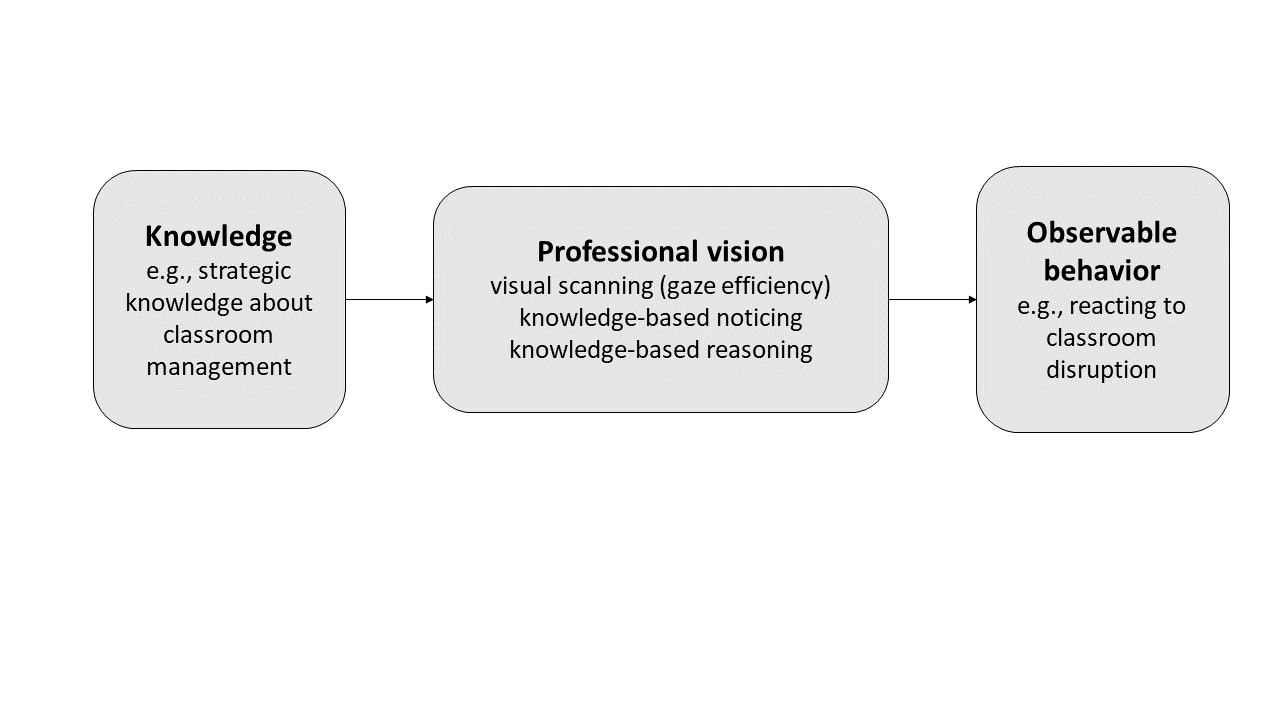 Knowledge
e.g., strategic
knowledge about
classroom
management
Professional vision
visual scanning (gaze efficiency)
knowledge-based noticing
knowledge-based reasoning
Observable
behavior
e.g., reacting to
classroom
disruption